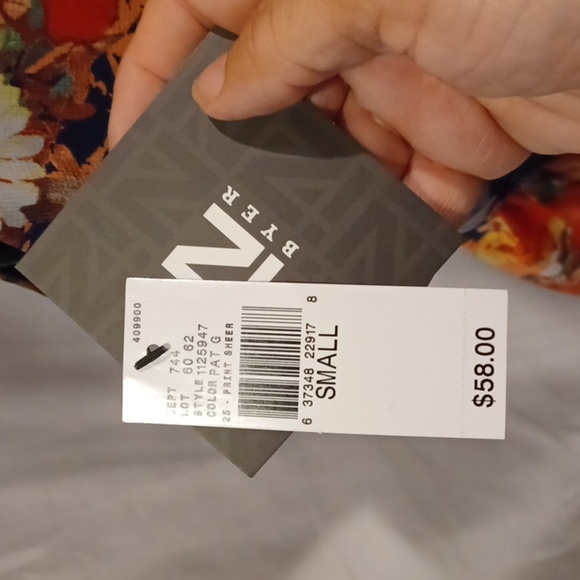 N
BYER
409900
DEPT 744
LOT 60 62
STYLE 1125947
COLOR PAT G
25 - PRINT SHEER
6 37348 22917 8
SMALL
$58.00